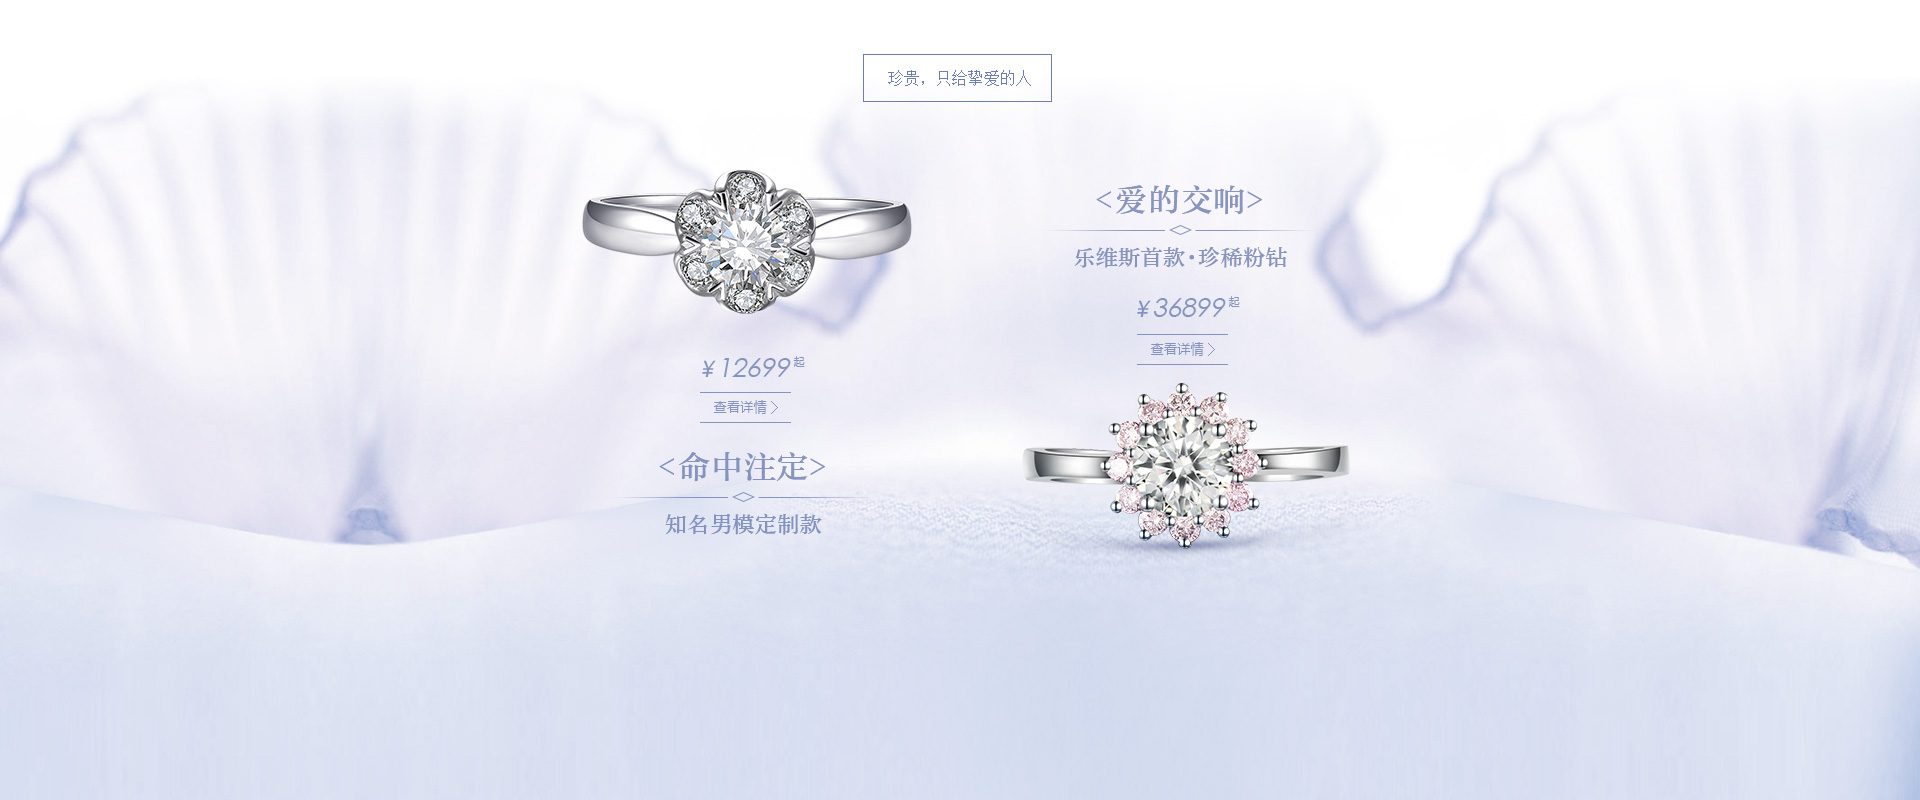 珍贵，只给挚爱的人
¥12699起
查看详情>
<命中注定>
知名男模定制款
<爱的交响>
乐维斯首款·珍稀粉钻
¥36899起
查看详情>